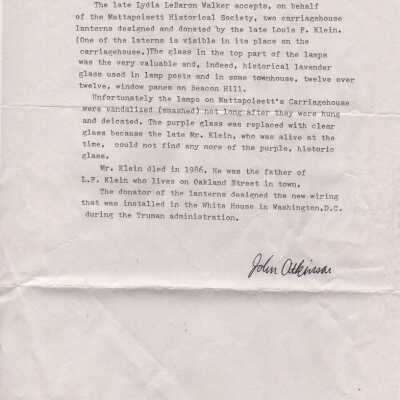 The late Lydia LeBaron Walker accepts, on behalf
of the Mattapoisett Historical Society, two carriagehouse
lanterns designed and donated by the late Louis F. Klein.
(One of the laterns is visible in its place on the
carriagehouse.)The glass in the top part of the lamps
was the very valuable and, indeed, historical lavender
glass used in lamp posts and in some townhouse, twelve over
twelve, window panes on Beacon Hill.
Unfortunately the lamps on Mattapoisett's Carriagehouse
were vandalized (smashed) not long after they were hung
and deicated. The purple glass was replaced with clear
glass because the late Mr. Klein, who was alive at the
time, could not find any more of the purple, historic
glass.
Mr. Klein died in 1986. He was the father of
L.F. Klein who lives on Oakland Street in town.
The donator of the lanterns designed the new wiring
that was installed in the White House in Washington,D.C.
during the Truman administration.
John Atkinson